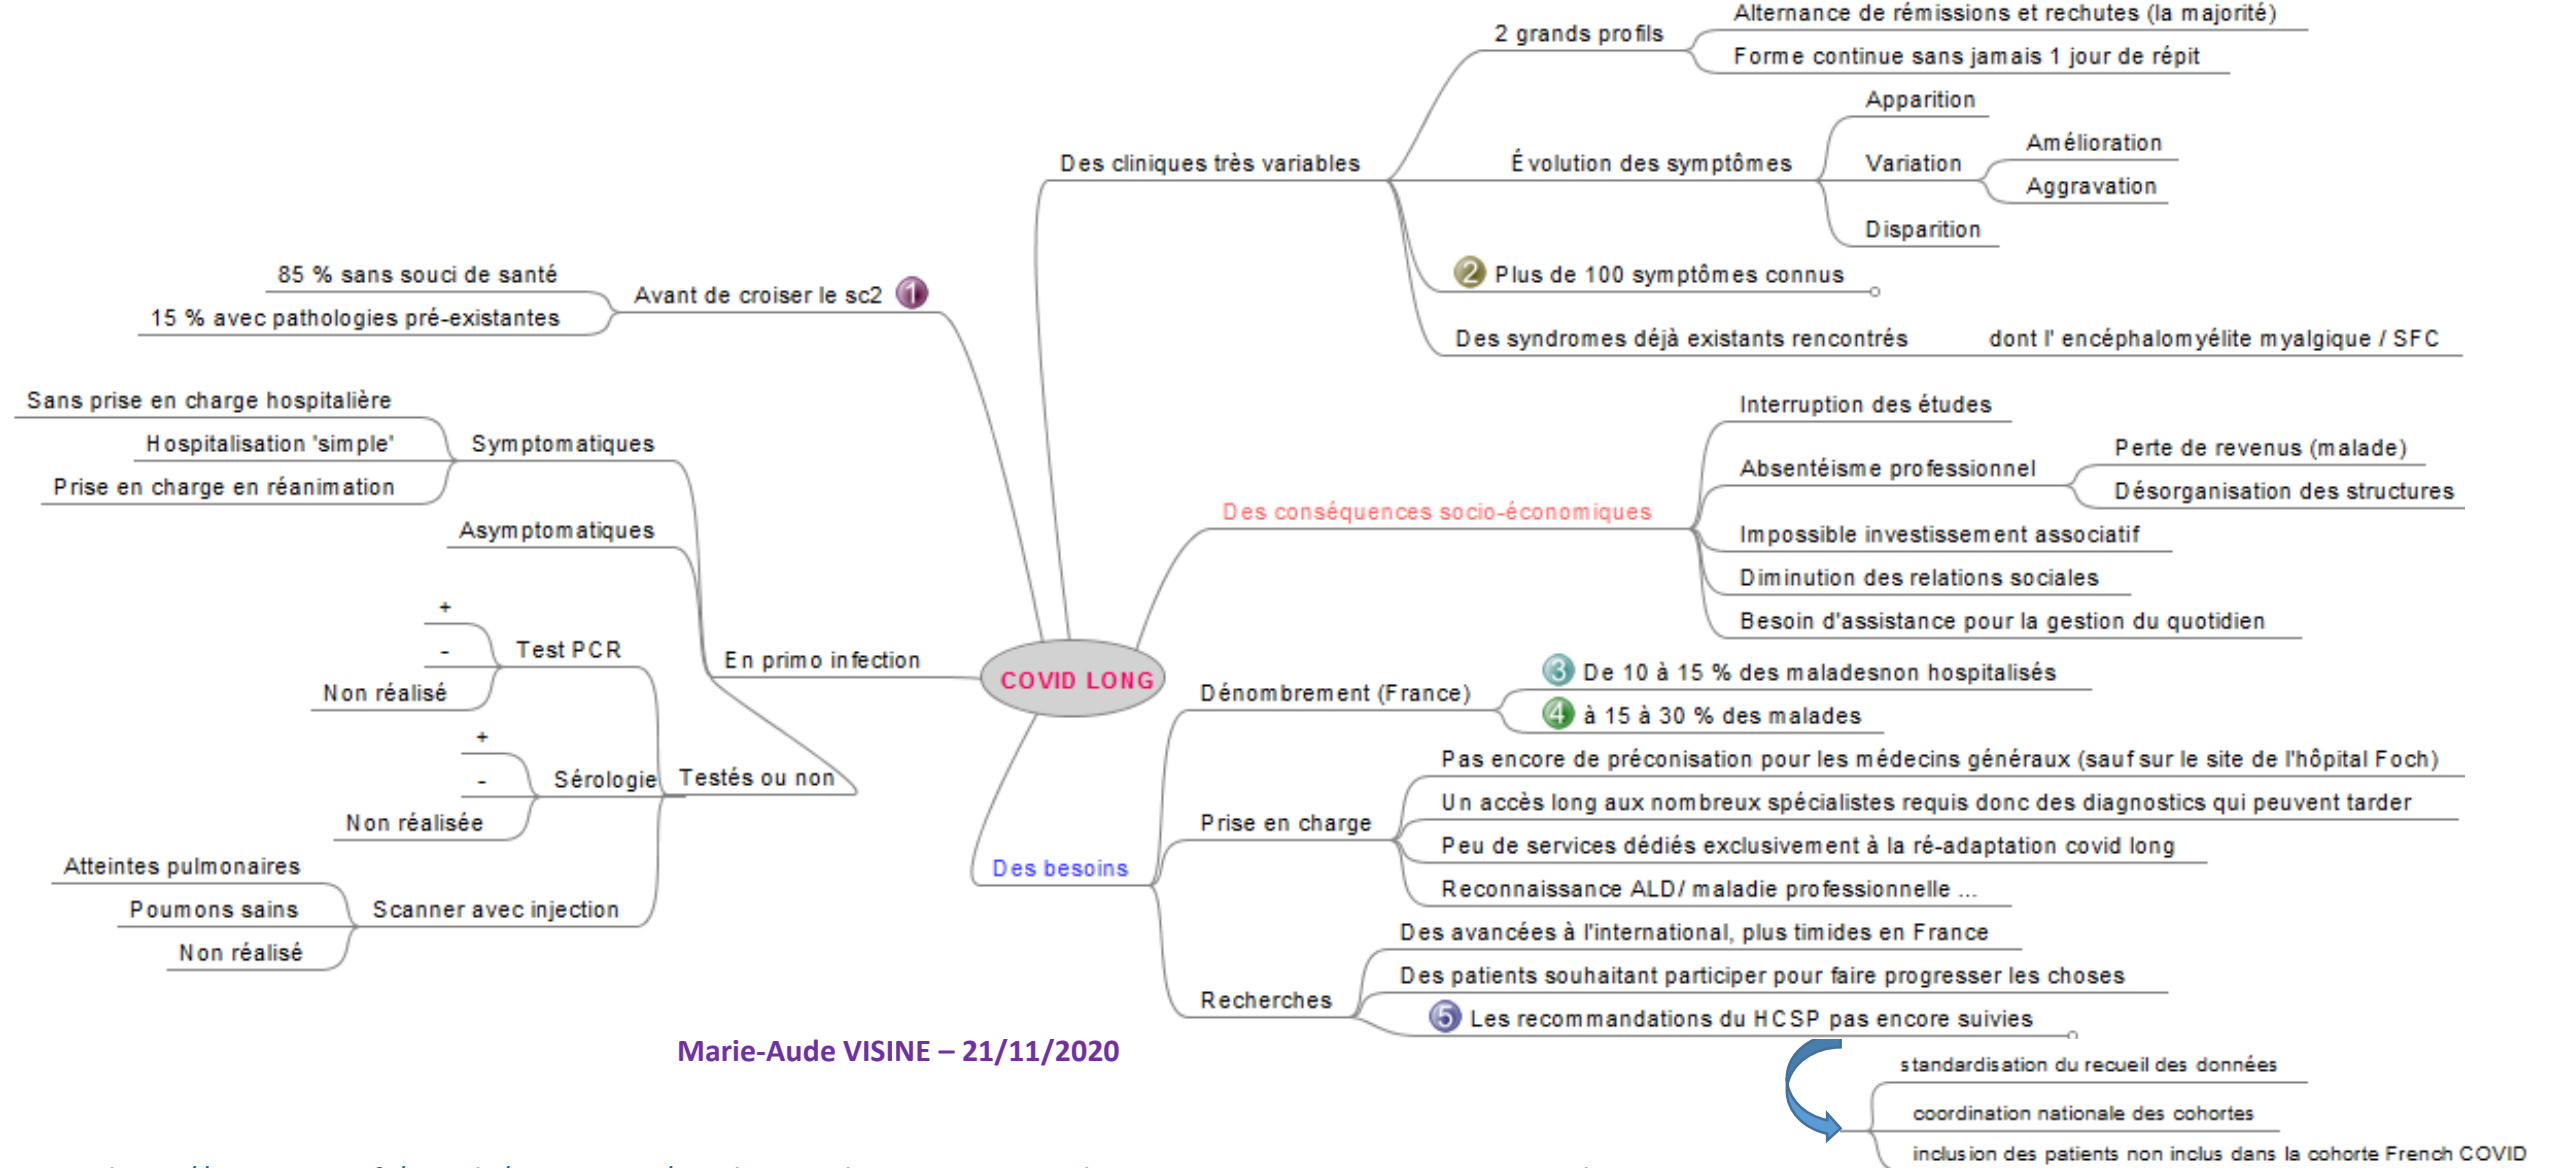 COVID LONG
Avant de croiser le sc2 1
85 % sans souci de santé
15 % avec pathologies pré-existantes
En primo infection
Symptomatiques
Sans prise en charge hospitalière
Hospitalisation 'simple'
Prise en charge en réanimation
Asymptomatiques
Testés ou non
Test PCR
+
-
Non réalisé
Sérologie
+
-
Non réalisée
Scanner avec injection
Atteintes pulmonaires
Poumons sains
Non réalisé
Des cliniques très variables
2 grands profils
Alternance de rémissions et rechutes (la majorité)
Forme continue sans jamais 1 jour de répit
Évolution des symptômes
Apparition
Variation
Amélioration
Aggravation
Disparition
2 Plus de 100 symptômes connus
Des syndromes déjà existants rencontrés
dont l' encéphalomyélite myalgique / SFC
Des conséquences socio-économiques
Interruption des études
Absentéisme professionnel
Perte de revenus (malade)
Désorganisation des structures
Impossible investissement associatif
Diminution des relations sociales
Besoin d'assistance pour la gestion du quotidien
Des besoins
Dénombrement (France)
3 De 10 à 15 % des maladesnon hospitalisés
4 à 15 à 30 % des malades
Prise en charge
Pas encore de préconisation pour les médecins généraux (sauf sur le site de l'hôpital Foch)
Un accès long aux nombreux spécialistes requis donc des diagnostics qui peuvent tarder
Peu de services dédiés exclusivement à la ré-adaptation covid long
Reconnaissance ALD/ maladie professionnelle ...
Recherches
Des avancées à l'international, plus timides en France
Des patients souhaitant participer pour faire progresser les choses
5 Les recommandations du HCSP pas encore suivies
standardisation du recueil des données
coordination nationale des cohortes
inclusion des patients non inclus dans la cohorte French COVID
Marie-Aude VISINE – 21/11/2020